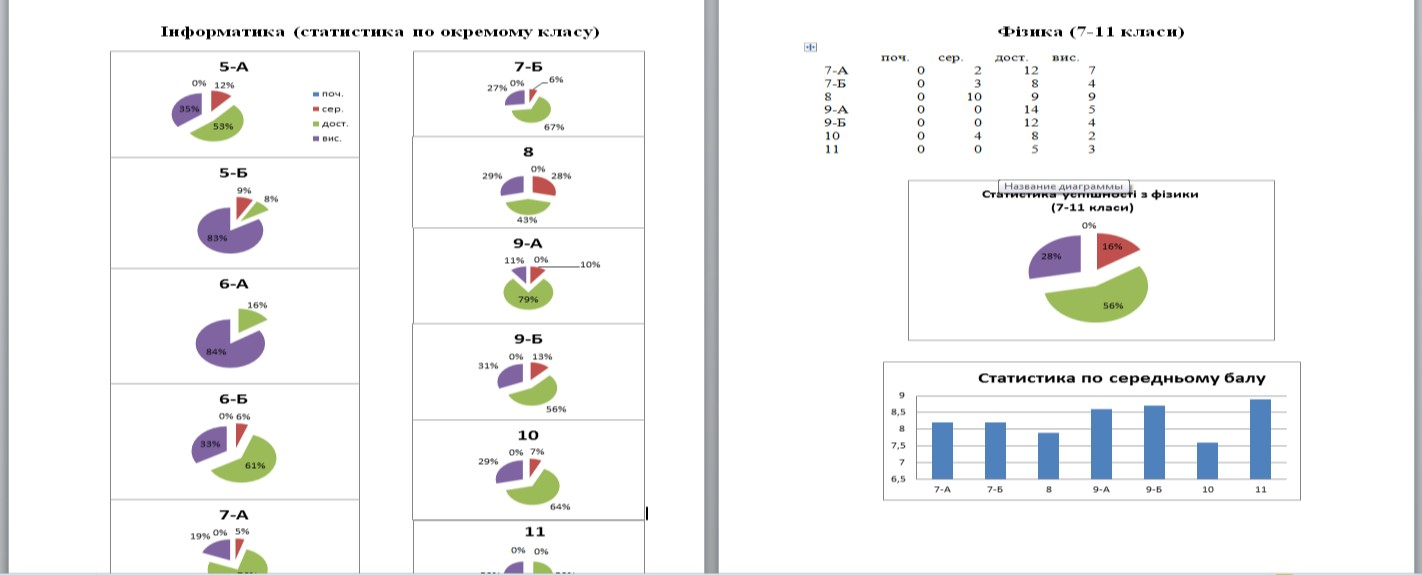 Інформатика (статистика по окремому класу)
5-А
0% 12%
35%
53%
поч.
сер.
дост.
вис.
5-Б
9%
8%
83%
6-А
16%
84%
6-Б
0% 6%
33%
61%
7-А
19% 0% 5%
7-Б
27% 0% 6%
67%
8
29% 0% 28%
43%
9-А
11% 0% 10%
79%
9-Б
0% 13%
31%
56%
10
0% 7%
29%
64%
11
0% 0%
Фізика (7-11 класи)
поч. сер. дост. вис.
7-А 0 2 12 7
7-Б 0 3 8 4
8 0 10 9 9
9-А 0 0 14 5
9-Б 0 0 12 4
10 0 4 8 2
11 0 0 5 3
Название диаграммы
Статистика успішності з фізики
(7-11 класи)
0%
16%
28%
56%
Статистика по середньому балу
9
8,5
8
7,5
7
6,5
7-А 7-Б 8 9-А 9-Б 10 11